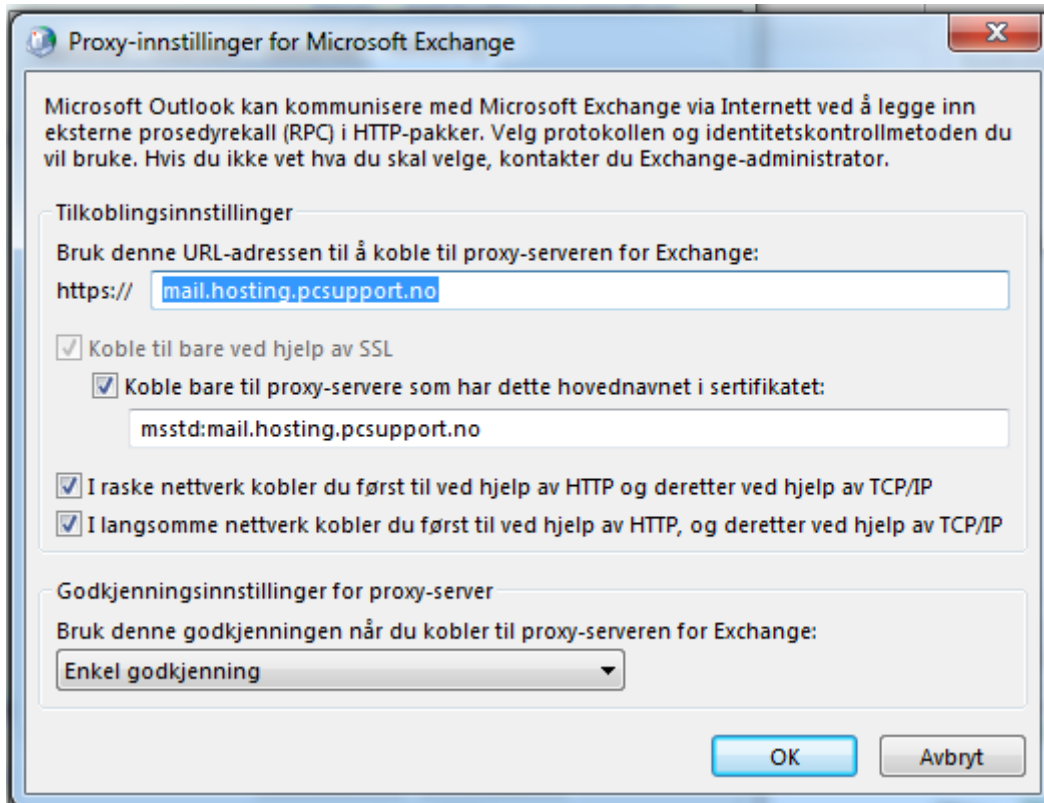 Proxy-innstillinger for Microsoft Exchange
Microsoft Outlook kan kommunisere med Microsoft Exchange via Internett ved å legge inn
eksterne prosedyrekall (RPC) i HTTP-pakker. Velg protokollen og identitetskontrollmetoden du
vil bruke. Hvis du ikke vet hva du skal velge, kontakter du Exchange-administrator.
Tilkoblingsinnstillinger
Bruk denne URL-adressen til å koble til proxy-serveren for Exchange:
https:// mail.hosting.pcsupport.no
Koble til bare ved hjelp av SSL
Koble bare til proxy-servere som har dette hovednavnet i sertifikatet:
msstd:mail.hosting.pcsupport.no
I raske nettverk kobler du først til ved hjelp av HTTP og deretter ved hjelp av TCP/IP
I langsomme nettverk kobler du først til ved hjelp av HTTP, og deretter ved hjelp av TCP/IP
Godkjenningsinnstillinger for proxy-server
Bruk denne godkjenningen når du kobler til proxy-serveren for Exchange:
Enkel godkjenning
OK Avbryt